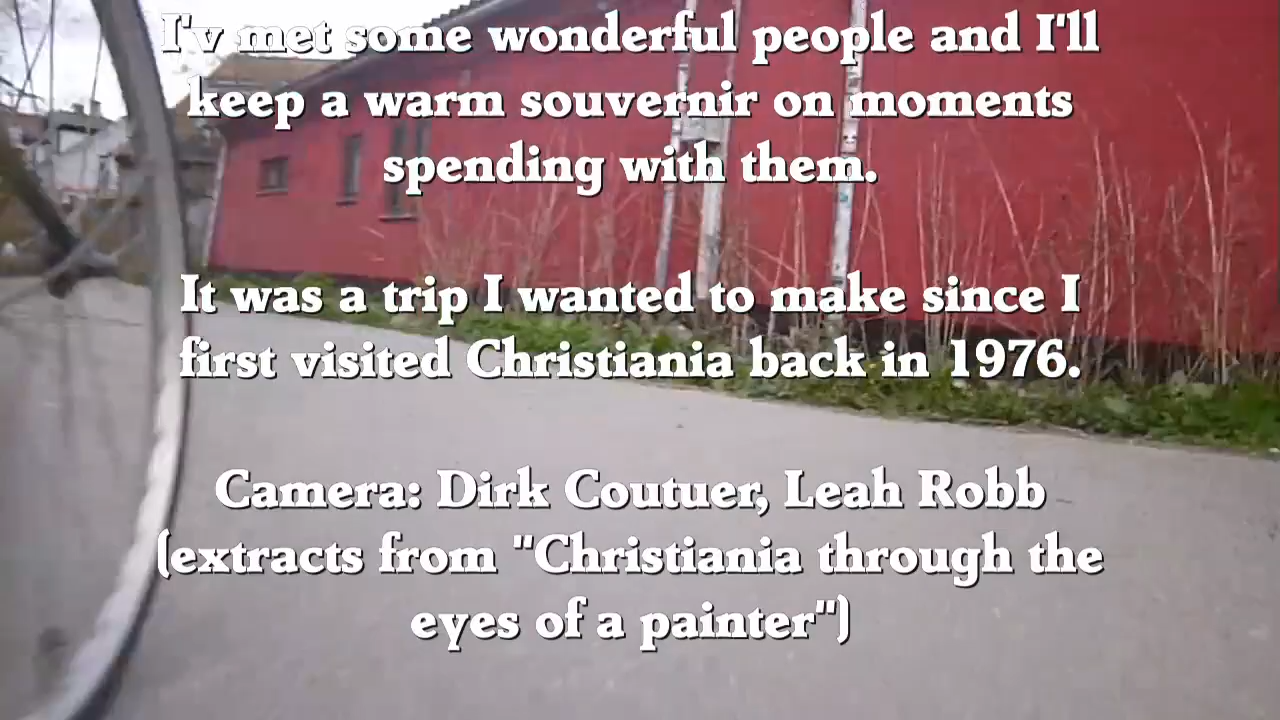 I'v met some wonderful people and I'll
keep a warm souvernir on moments
spending with them.
It was a trip I wanted to make since I
first visited Christiania back in 1976.
Camera: Dirk Coutuer, Leah Robb
(extracts from "Christiania through the
eyes of a painter")